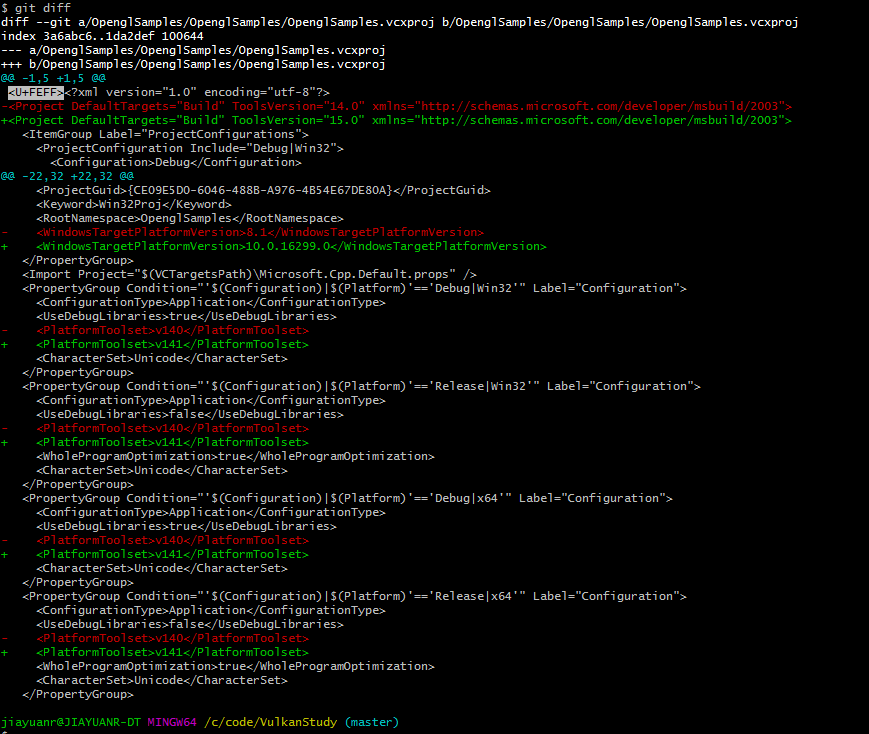 $ git diff
diff --git a/OpenglSamples/OpenglSamples/OpenglSamples.vcxproj b/OpenglSamples/OpenglSamples/OpenglSamples.vcxproj
index 3a6abc6..1da2def 100644
--- a/OpenglSamples/OpenglSamples/OpenglSamples.vcxproj
+++ b/OpenglSamples/OpenglSamples/OpenglSamples.vcxproj
@@ -1,5 +1,5 @@
 <U+FEFF><?xml version="1.0" encoding="utf-8"?>
-<Project DefaultTargets="Build" ToolsVersion="14.0" xmlns="http://schemas.microsoft.com/developer/msbuild/2003">
+<Project DefaultTargets="Build" ToolsVersion="15.0" xmlns="http://schemas.microsoft.com/developer/msbuild/2003">
   <ItemGroup Label="ProjectConfigurations">
     <ProjectConfiguration Include="Debug|Win32">
       <Configuration>Debug</Configuration>
@@ -22,32 +22,32 @@
     <ProjectGuid>{CE09E5D0-6046-488B-A976-4B54E67DE80A}</ProjectGuid>
     <Keyword>Win32Proj</Keyword>
     <RootNamespace>OpenglSamples</RootNamespace>
-    <WindowsTargetPlatformVersion>8.1</WindowsTargetPlatformVersion>
+    <WindowsTargetPlatformVersion>10.0.16299.0</WindowsTargetPlatformVersion>
   </PropertyGroup>
   <Import Project="$(VCTargetsPath)\Microsoft.Cpp.Default.props" />
   <PropertyGroup Condition="'$(Configuration)|$(Platform)'=='Debug|Win32'" Label="Configuration">
     <ConfigurationType>Application</ConfigurationType>
     <UseDebugLibraries>true</UseDebugLibraries>
-    <PlatformToolset>v140</PlatformToolset>
+    <PlatformToolset>v141</PlatformToolset>
     <CharacterSet>Unicode</CharacterSet>
   </PropertyGroup>
   <PropertyGroup Condition="'$(Configuration)|$(Platform)'=='Release|Win32'" Label="Configuration">
     <ConfigurationType>Application</ConfigurationType>
     <UseDebugLibraries>false</UseDebugLibraries>
-    <PlatformToolset>v140</PlatformToolset>
+    <PlatformToolset>v141</PlatformToolset>
     <WholeProgramOptimization>true</WholeProgramOptimization>
     <CharacterSet>Unicode</CharacterSet>
   </PropertyGroup>
   <PropertyGroup Condition="'$(Configuration)|$(Platform)'=='Debug|x64'" Label="Configuration">
     <ConfigurationType>Application</ConfigurationType>
     <UseDebugLibraries>true</UseDebugLibraries>
-    <PlatformToolset>v140</PlatformToolset>
+    <PlatformToolset>v141</PlatformToolset>
     <CharacterSet>Unicode</CharacterSet>
   </PropertyGroup>
   <PropertyGroup Condition="'$(Configuration)|$(Platform)'=='Release|x64'" Label="Configuration">
     <ConfigurationType>Application</ConfigurationType>
     <UseDebugLibraries>false</UseDebugLibraries>
-    <PlatformToolset>v140</PlatformToolset>
+    <PlatformToolset>v141</PlatformToolset>
     <WholeProgramOptimization>true</WholeProgramOptimization>
     <CharacterSet>Unicode</CharacterSet>
   </PropertyGroup>
jiayuanr@JIAYUANR-DT MINGW64 /c/code/VulkanStudy (master)